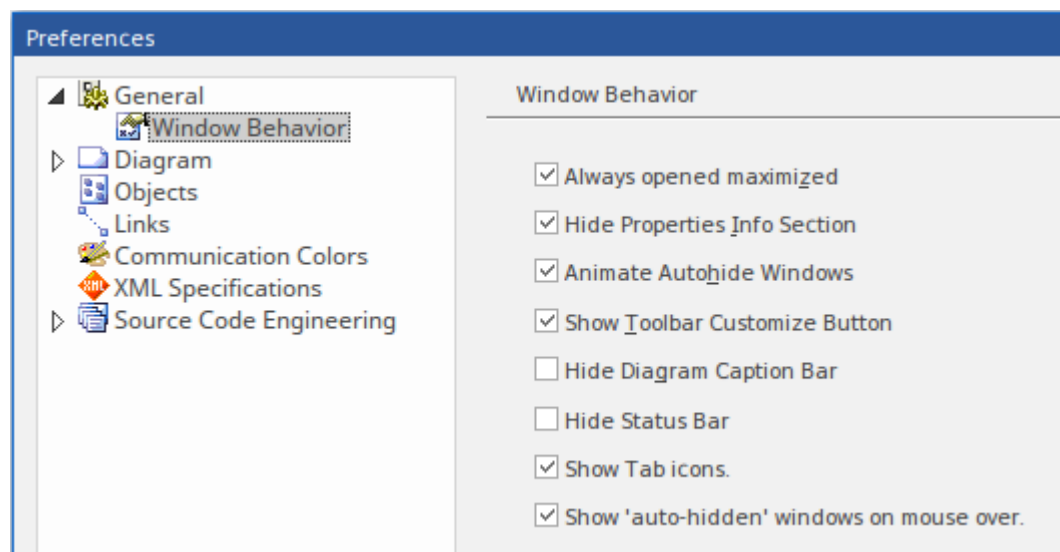 Preferences
General
Window Behavior
Diagram
Objects
Links
Communication Colors
XML Specifications
Source Code Engineering
Window Behavior
Always opened maximized
Hide Properties Info Section
Animate Autohide Windows
Show Toolbar Customize Button
Hide Diagram Caption Bar
Hide Status Bar
Show Tab icons.
Show 'auto-hidden' windows on mouse over.